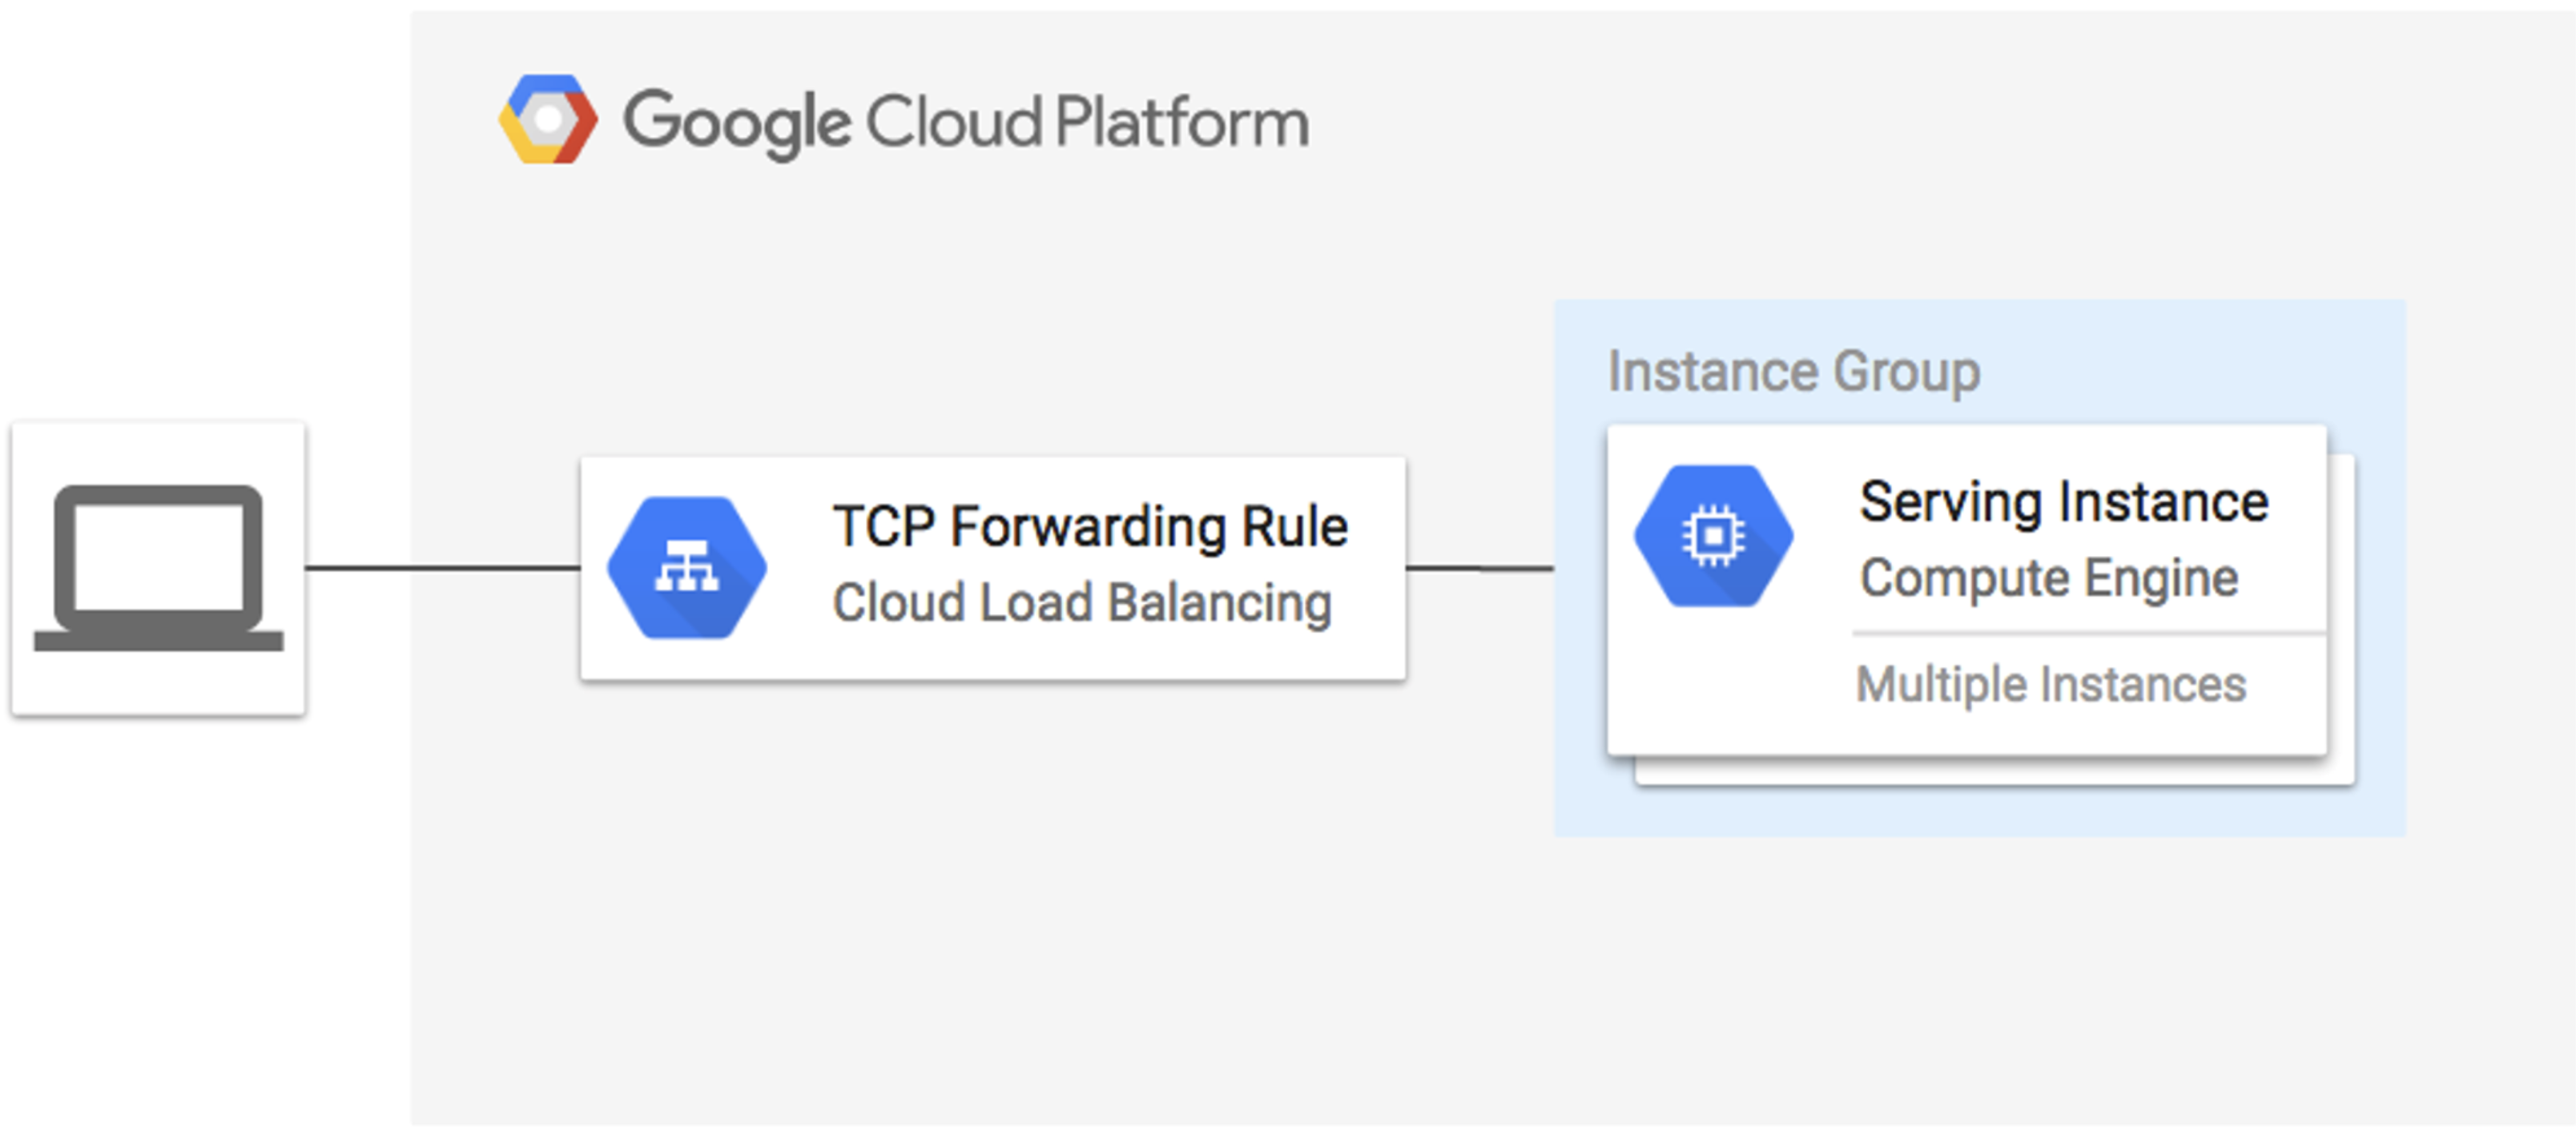 Google Cloud Platform
Instance Group
TCP Forwarding Rule
Cloud Load Balancing
Serving Instance
Compute Engine
Multiple Instances